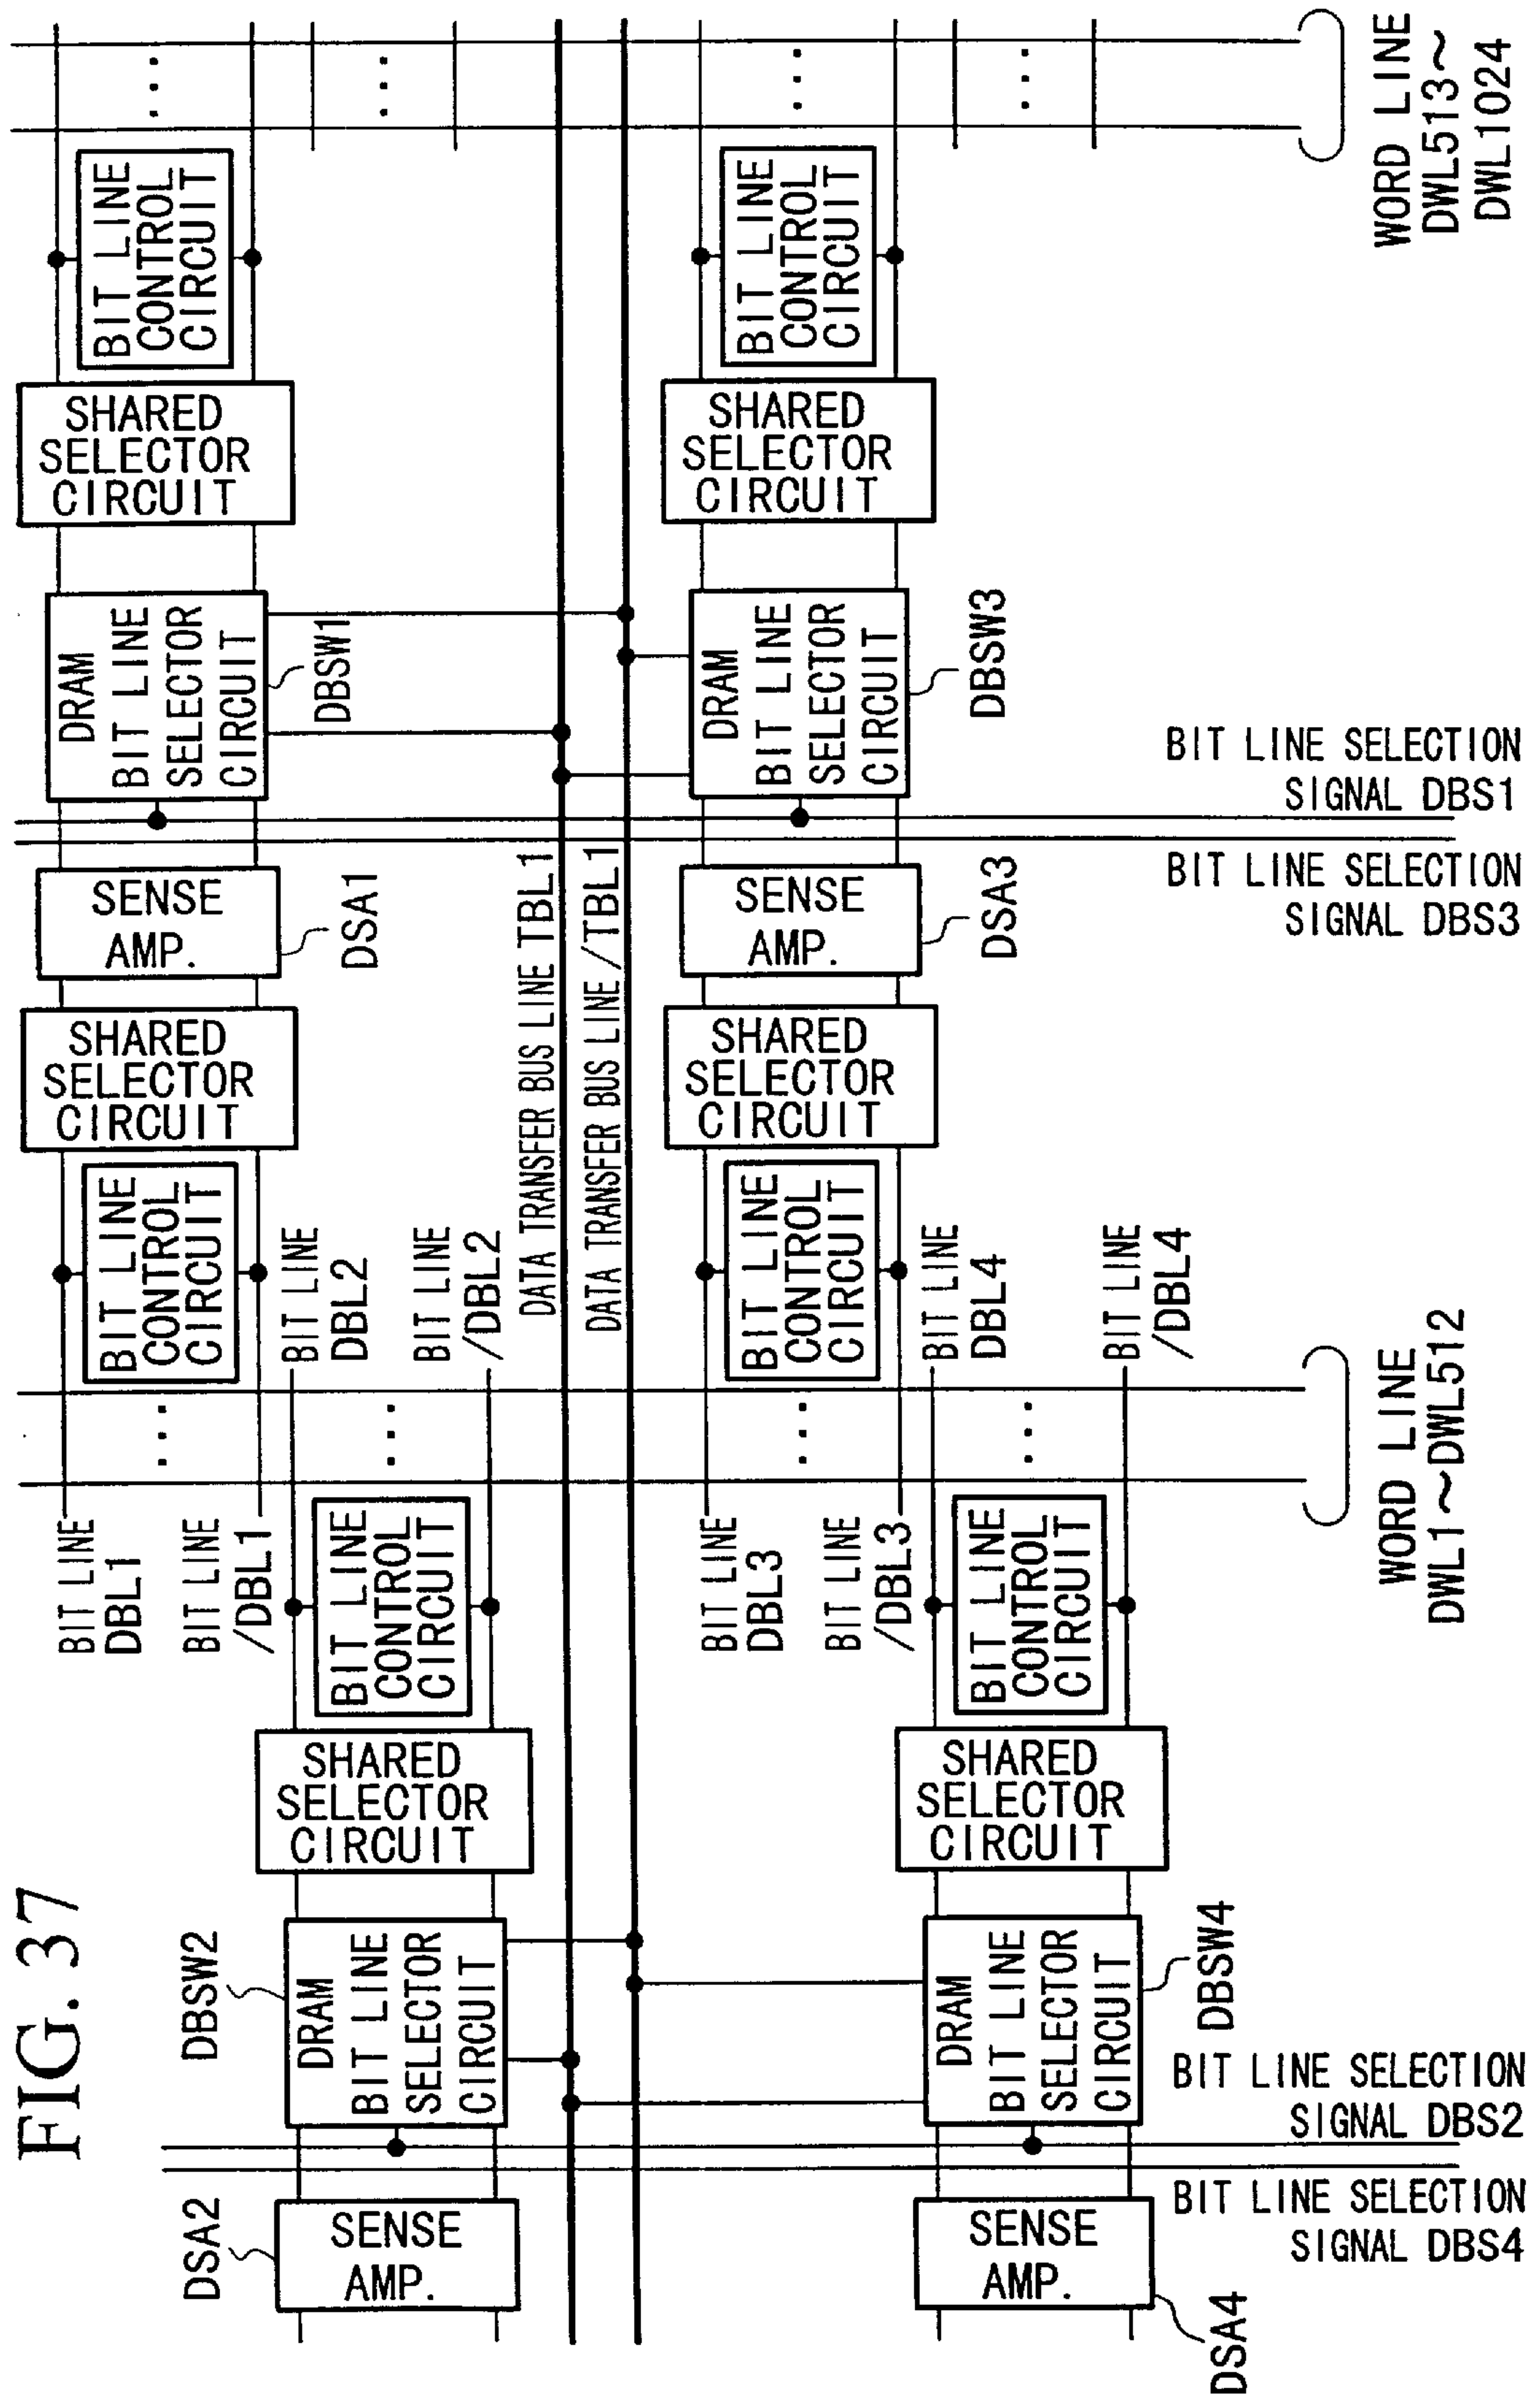 BIT LINE
CONTROL
CIRCUIT
SHARED
SELECTOR
CIRCUIT
DRAM
BIT LINE
SELECTOR
CIRCUIT
DBSW1
SENSE
AMP.
DSA1
SHARED
SELECTOR
CIRCUIT
BIT LINE
CONTROL
CIRCUIT
BIT LINE
DBL1
BIT LINE
/DBL1
BIT LINE
DBL2
BIT LINE
/DBL2
BIT LINE
CONTROL
CIRCUIT
SHARED
SELECTOR
CIRCUIT
DBSW2
DRAM
BIT LINE
SELECTOR
CIRCUIT
DSA2
SENSE
AMP.
FIG. 37
DATA TRANSFER BUS LINE TBL1
DATA TRANSFER BUS LINE /TBL1
BIT LINE
CONTROL
CIRCUIT
SHARED
SELECTOR
CIRCUIT
DRAM
BIT LINE
SELECTOR
CIRCUIT
DBSW3
SENSE
AMP.
DSA3
SHARED
SELECTOR
CIRCUIT
BIT LINE
CONTROL
CIRCUIT
BIT LINE
DBL3
BIT LINE
/DBL3
BIT LINE
DBL4
BIT LINE
/DBL4
BIT LINE
CONTROL
CIRCUIT
SHARED
SELECTOR
CIRCUIT
DRAM
BIT LINE
SELECTOR
CIRCUIT
DBSW4
SENSE
AMP.
DSA4
WORD LINE
DWL513~
DWL1024
BIT LINE SELECTION
SIGNAL DBS1
BIT LINE SELECTION
SIGNAL DBS3
WORD LINE
DWL1~DWL512
BIT LINE SELECTION
SIGNAL DBS2
BIT LINE SELECTION
SIGNAL DBS4